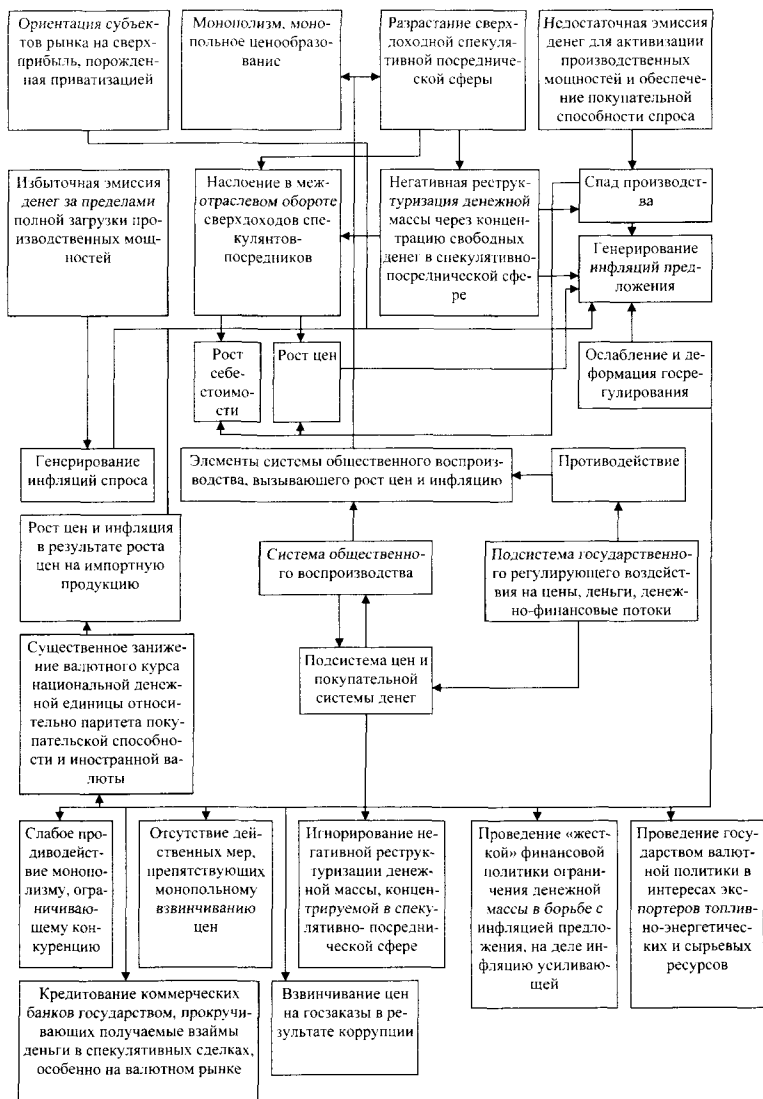 Ориентация субъек-
тов рынка на сверх-
прибыль, порожден-
ная приватизацией
Монополизм, моно-
польное ценообразо-
вание
Разрастание сверх-
доходной спекуля-
тивной посредниче-
ской сферы
Недостаточная эмиссия
денег для активизации
производственных
мощностей и обеспече-
ние покупательной
способности спроса
Избыточная эмиссия
денег за пределами
полной загрузки про-
изводственных мощ-
ностей
Наслоение в меж-
отраслевом обороте
сверхдоходов спе-
кулянтов-
посредников
Негативная реструк-
туризация денежной
массы через концен-
трацию свободных
денег в спекулятивно-
посреднической сфе-
ре
Спад производст-
ва
Генерирование
инфляций пред-
ложения
Рост
себе-
стоимо-
сти
Рост цен
Ослабление и де-
формация госре-
гулирования
Генерирование
инфляций спроса
Элементы системы общественного воспроиз-
водства, вызывающего рост цен и инфляцию
Противодействие
Рост цен и инфляция
в результате роста
цен на импортную
продукцию
Система общественно-
го воспроизводства
Подсистема государственно-
го регулирующего воздейст-
вия на цены, деньги, денеж-
но-финансовые потоки
Существенное заниже-
жение валютного курса
национальной денеж-
ной единицы относи-
тельно паритета поку-
пательской способно-
сти и иностранной ва-
люты
Подсистема цен и
покупательной
системы денег
Слабое про-
диводейст-
вие монопо-
лизму, огра-
ничиваю-
щему кон-
куренцию
Отсутствие дей-
ственных мер,
препятствующих
монопольному
взвинчиванию
цен
Игнорирование не-
гативной реструк-
туризации денежной
массы, концен-
трируемой в спеку-
лятивно- посредни-
ческой сфере
Проведение «жест-
кой» финансовой
политики ограниче-
ния денежной
массы в борьбе с
инфляцией предло-
жения, на деле ин-
фляцию усиливаю-
щей
Проведение госу-
дарством валют-
ной политики в
интересах экс-
портеров топлив-
но-энергетичес-
ких и сырьевых
ресурсов
Кредитование коммерческих
банков государством, прокручи-
вающих получаемые взаймы
деньги в спекулятивных сделках,
особенно на валютном рынке
Взвинчивание цен
на госзаказы в ре-
зультате коррупции